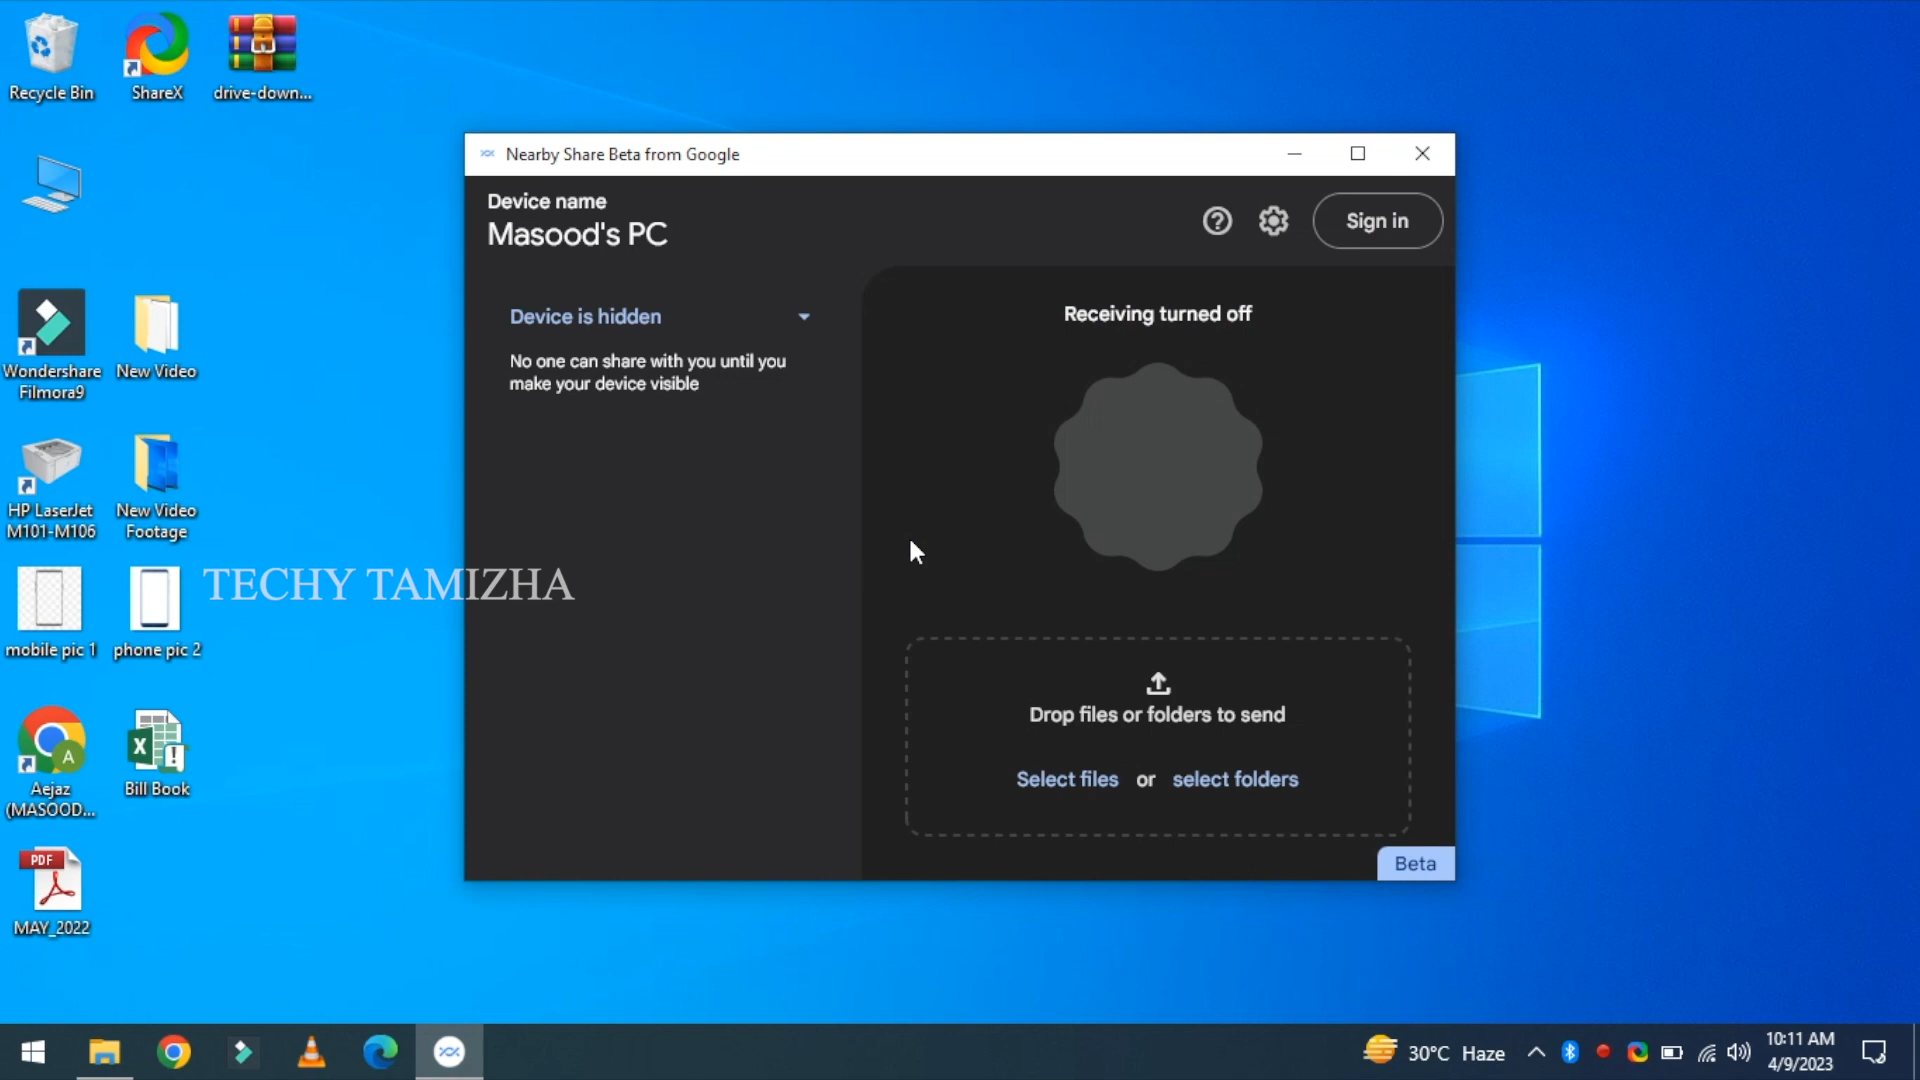 Recycle Bin
ShareX
drive-down...
Nearby Share Beta from Google
Device name
Masood's PC
Sign in
Device is hidden
No one can share with you until you
make your device visible
Receiving turned off
Drop files or folders to send
Select files or select folders
Beta
Wondershare
Filmora9
New Video
HP LaserJet
M101-M106
New Video
Footage
TECHY TAMIZHA
mobile pic 1
phone pic 2
A
Aejaz
(MASOOD...
Bill Book
PDF
MAY_2022
30°C Haze
10:11 AM
4/9/2023